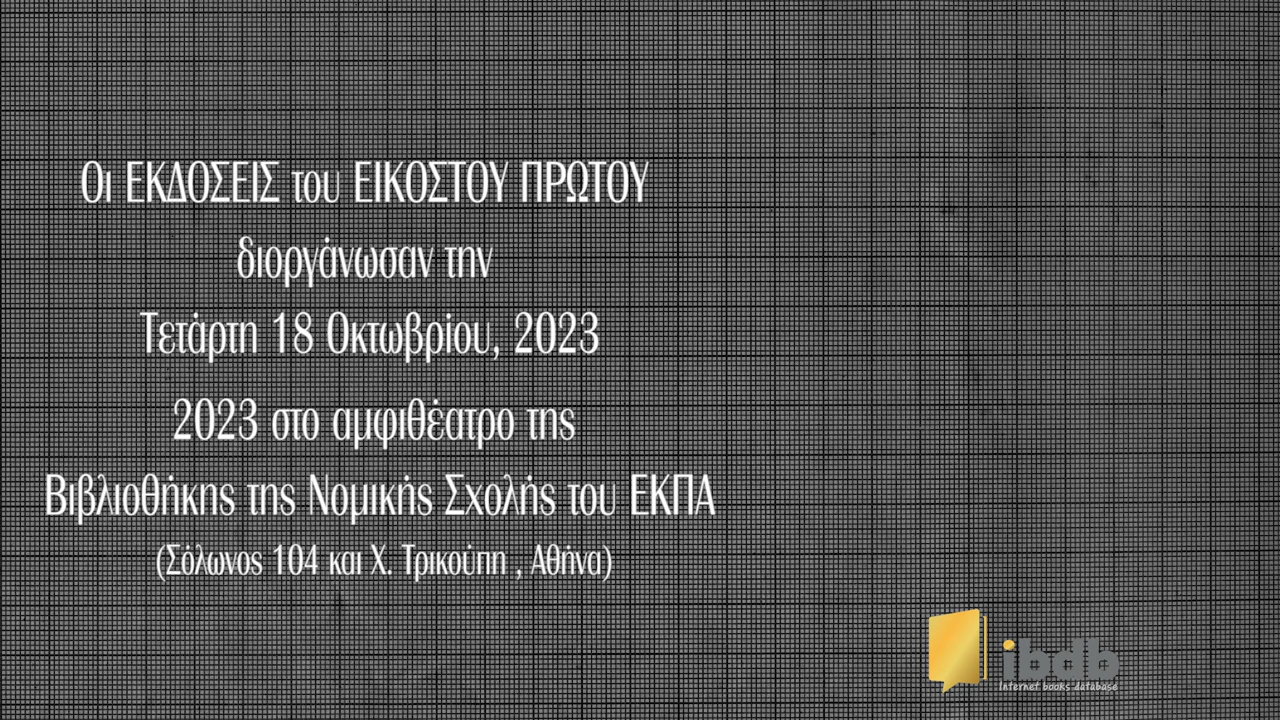 Οι ΕΚΔΟΣΕΙΣ του ΕΙΚΟΣΤΟΥ ΠΡΩΤΟΥ
διοργάνωσαν την
Τετάρτη 18 Οκτωβρίου, 2023
2023 στο αμφιθέατρο της
Βιβλιοθήκης της Νομικής Σχολής του ΕΚΠΑ
(Σόλωνος 104 και Χ. Τρικούπη , Αθήνα)
ibdb
internet books database